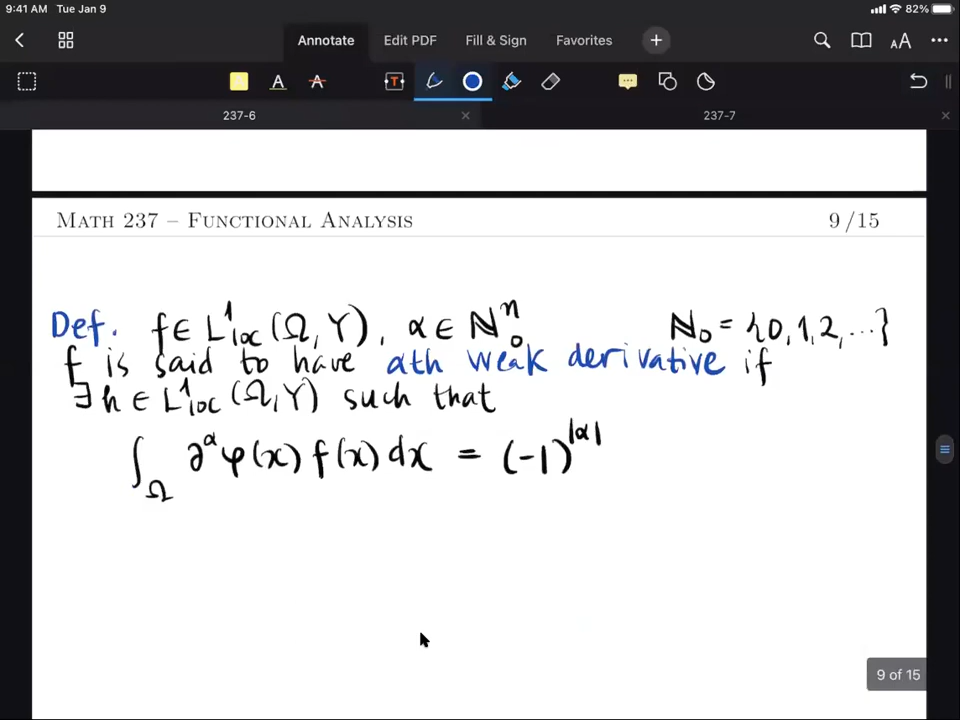 9:41 AM Tue Jan 9 82%
Annotate Edit PDF Fill & Sign Favorites
237-6 237-7
MATH 237 – FUNCTIONAL ANALYSIS 9/15
Def. f ∈ L¹loc (Ω, Y), α ∈ ℕ₀ⁿ ℕ₀ = {0, 1, 2, ...}
f is said to have αth weak derivative if
∃ h ∈ L¹loc (Ω, Y) such that
∫_Ω ∂^α φ(x) f(x) dx = (-1)^|α|
9 of 15